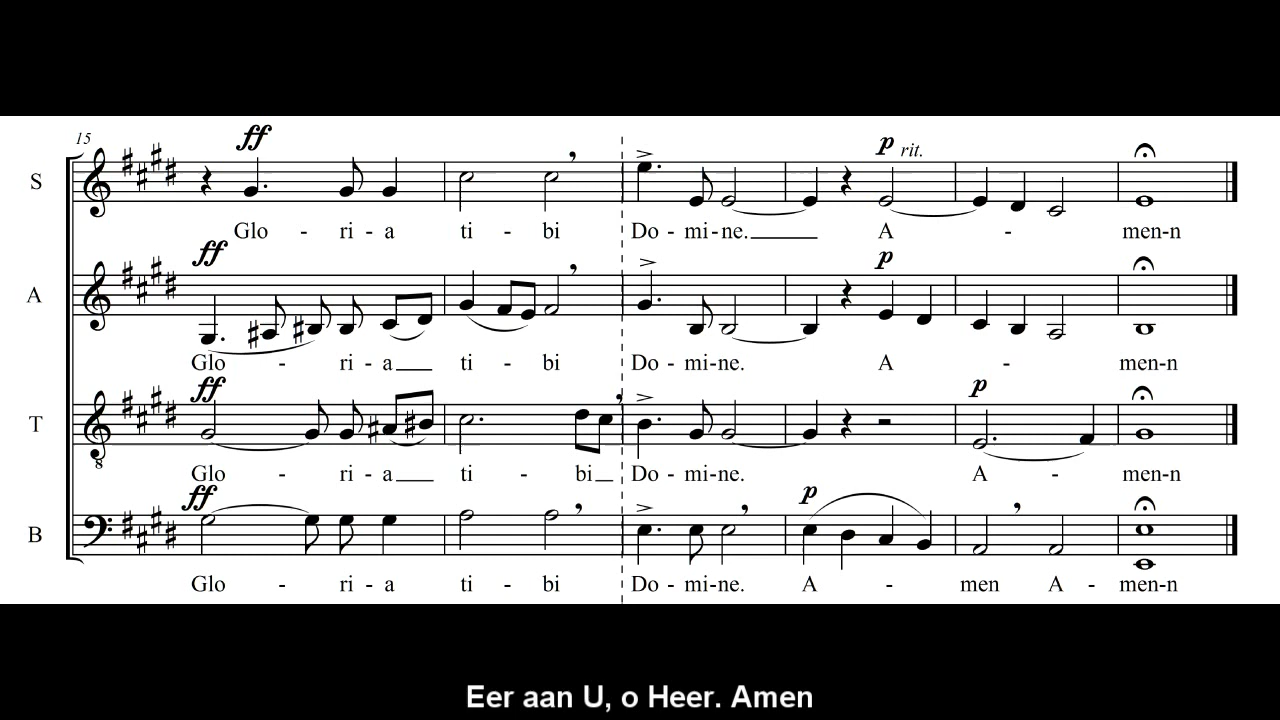 15
ff
S
Glo - ri - a ti - bi Do - mi - ne. A - men-n
p rit.
ff
p
A
Glo - ri - a ti - bi Do - mi-ne. A - men-n
ff
p
T
Glo - ri - a ti - bi Do - mi-ne. A - men-n
ff
p
B
Glo - ri - a ti - bi Do - mi-ne. A - men A - men-n
Eer aan U, o Heer. Amen